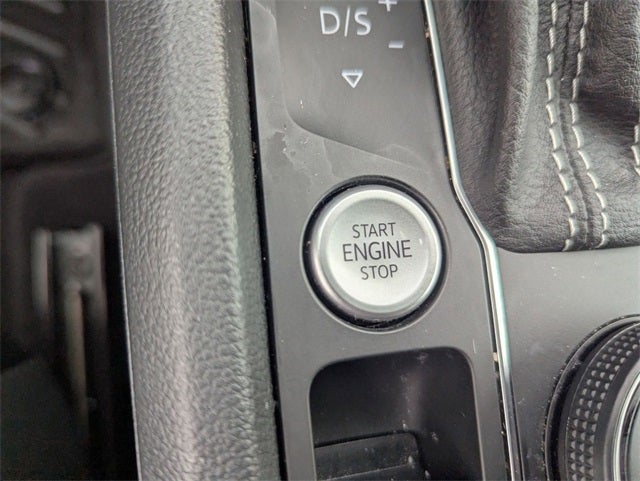 D/S + -
START
ENGINE
STOP